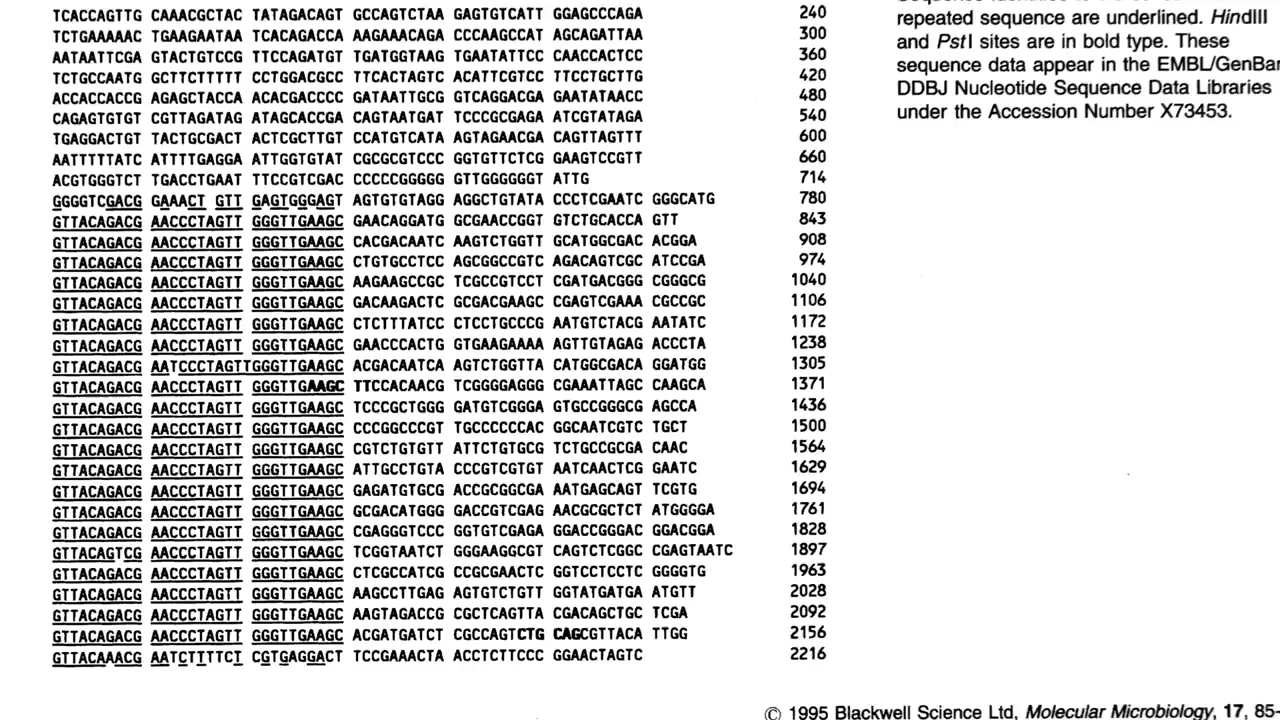 TCACCAGTTG CAAACGCTAC TATAGACAGT GCCAGTCTAA GAGTGTCATT GGAGCCCAGA 240
TCTGAAAAAC TGAAGAATAA TCACAGACCA AAGAAACAGA CCCAAGCCAT AGCAGATTAA 300
AATAATTCGA GTACTGTCCG TTCCAGATGT TGATGGTAAG TGAATATTCC CAACCACTCC 360
TCTGCCAATG GCTTCTTTTT CCTGGACGCC TTCACTAGTC ACATTCGTCC TTCCTGCTTG 420
ACCACCACCG AGAGCTACCA ACACGACCCC GATAATTGCG GTCAGGACGA GAATATAACC 480
CAGAGTGTGT CGTTAGATAG ATAGCACCGA CAGTAATGAT TCCCGCGAGA ATCGTATAGA 540
TGAGGACTGT TACTGCGACT ACTCGCTTGT CCATGTCATA AGTAGAACGA CAGTTAGTTT 600
AATTTTTATC ATTTTGAGGA ATTGGTGTAT CGCGCGTCCC GGTGTTCTCG GAAGTCCGTT 660
ACGTGGGTCT TGACCTGAAT TTCCGTCGAC CCCCCGGGGG GTTGGGGGGT ATTG 714
GGGGTCGACG GAAACT GTT GAGTGGGAGT AGTGTGTAGG AGGCTGTATA CCCTCGAATC GGGCATG 780
GTTACAGACG AACCCTAGTT GGGTTGAAGC GAACAGGATG GCGAACCGGT GTCTGCACCA GTT 843
GTTACAGACG AACCCTAGTT GGGTTGAAGC CACGACAATC AAGTCTGGTT GCATGGCGAC ACGGA 908
GTTACAGACG AACCCTAGTT GGGTTGAAGC CTGTGCCTCC AGCGGCCGTC AGACAGTCGC ATCCGA 974
GTTACAGACG AACCCTAGTT GGGTTGAAGC AAGAAGCCGC TCGCCGTCCT CGATGACGGG CGGGCG 1040
GTTACAGACG AACCCTAGTT GGGTTGAAGC GACAAGACTC GCGACGAAGC CGAGTCGAAA CGCCGC 1106
GTTACAGACG AACCCTAGTT GGGTTGAAGC CTCTTTATCC CTCCTGCCCG AATGTCTACG AATATC 1172
GTTACAGACG AACCCTAGTT GGGTTGAAGC GAACCCACTG GTGAAGAAAA AGTTGTAGAG ACCCTA 1238
GTTACAGACG AATCCCTAGTTGGGTTGAAGC ACGACAATCA AGTCTGGTTA CATGGCGACA GGATGG 1305
GTTACAGACG AACCCTAGTT GGGTTGAAGC TTCCACAACG TCGGGGAGGG CGAAATTAGC CAAGCA 1371
GTTACAGACG AACCCTAGTT GGGTTGAAGC TCCCGCTGGG GATGTCGGGA GTGCCGGGCG AGCCA 1436
GTTACAGACG AACCCTAGTT GGGTTGAAGC CCCGGCCCGT TGCCCCCCAC GGCAATCGTC TGCT 1500
GTTACAGACG AACCCTAGTT GGGTTGAAGC CGTCTGTGTT ATTCTGTGCG TCTGCCGCGA CAAC 1564
GTTACAGACG AACCCTAGTT GGGTTGAAGC ATTGCCTGTA CCCGTCGTGT AATCAACTCG GAATC 1629
GTTACAGACG AACCCTAGTT GGGTTGAAGC GAGATGTGCG ACCGCGGCGA AATGAGCAGT TCGTG 1694
GTTACAGACG AACCCTAGTT GGGTTGAAGC GCGACATGGG GACCGTCGAG AACGCGCTCT ATGGGGA 1761
GTTACAGACG AACCCTAGTT GGGTTGAAGC CGAGGGTCCC GGTGTCGAGA GGACCGGGAC GGACGGA 1828
GTTACAGTCG AACCCTAGTT GGGTTGAAGC TCGGTAATCT GGGAAGGCGT CAGTCTCGGC CGAGTAATC 1897
GTTACAGACG AACCCTAGTT GGGTTGAAGC CTCGCCATCG CCGCGAACTC GGTCCTCCTC GGGGTG 1963
GTTACAGACG AACCCTAGTT GGGTTGAAGC AAGCCTTGAG AGTGTCTGTT GGTATGATGA ATGTT 2028
GTTACAGACG AACCCTAGTT GGGTTGAAGC AAGTAGACCG CGCTCAGTTA CGACAGCTGC TCGA 2092
GTTACAGACG AACCCTAGTT GGGTTGAAGC ACGATGATCT CGCCAGTCTG CAGCGTTACA TTGG 2156
GTTACAAACG AATCTTTTCT CGTGAGGACT TCCGAAACTA ACCTCTTCCC GGAACTAGTC 2216
repeated sequence are underlined. HindIII
and PstI sites are in bold type. These
sequence data appear in the EMBL/GenBan
DDBJ Nucleotide Sequence Data Libraries
under the Accession Number X73453.
© 1995 Blackwell Science Ltd, Molecular Microbiology, 17, 85-